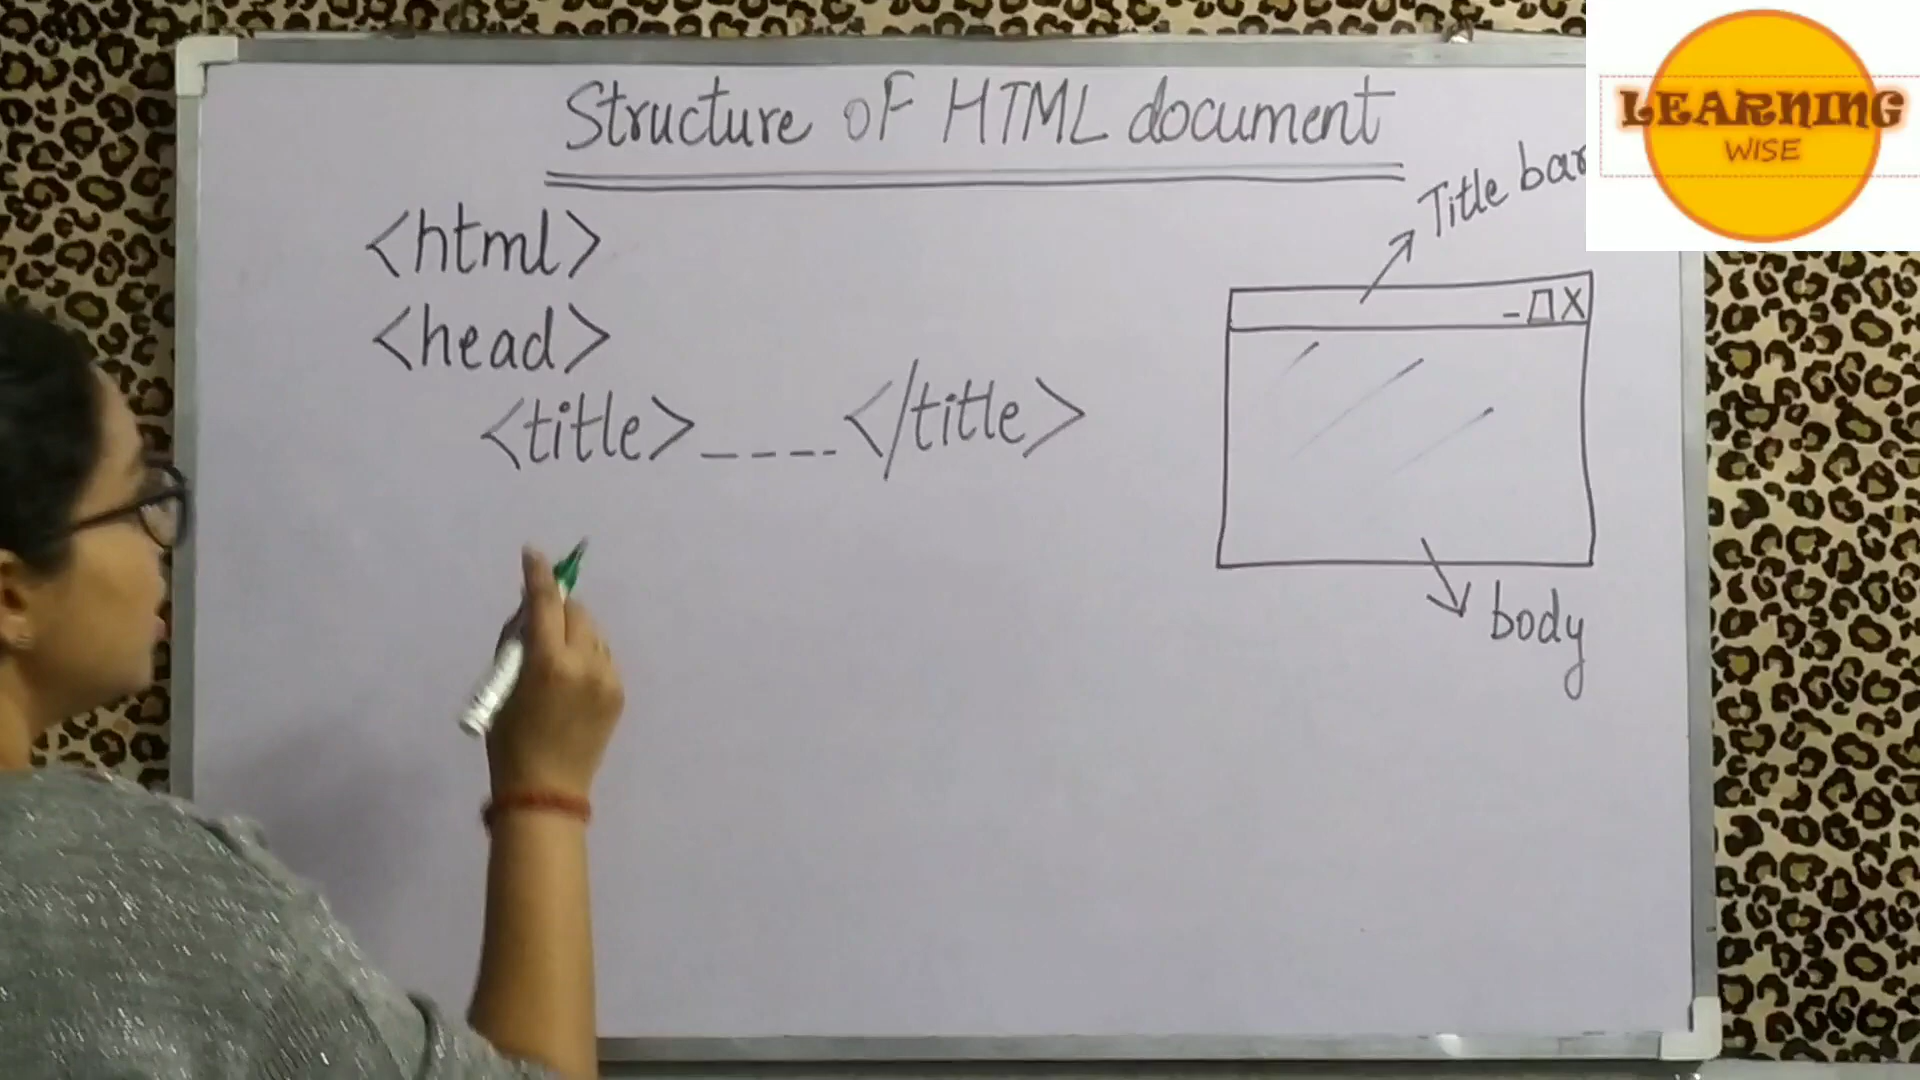 Structure of HTML document
<html>
<head>
<title>____</title>
Title bar
- □ X
body
LEARNING
WISE